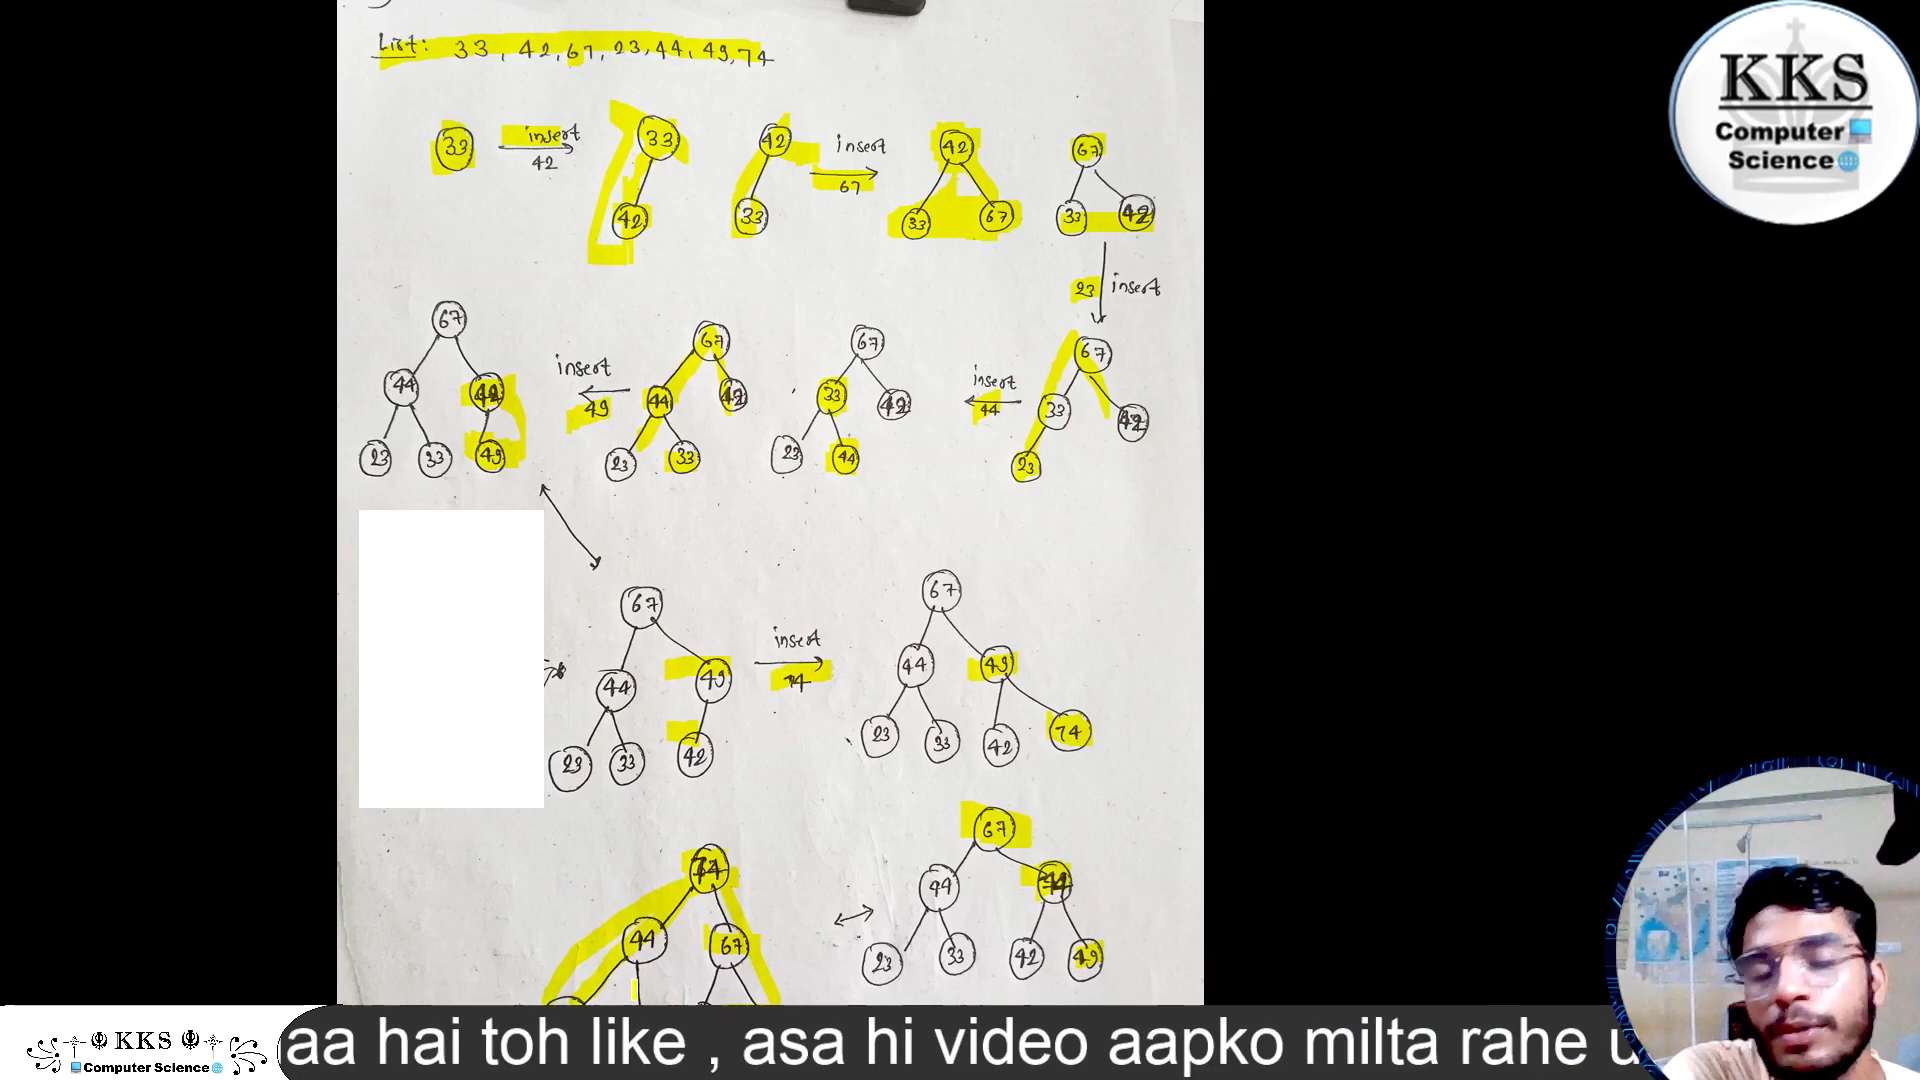 List: 33, 42, 67, 23, 44, 49, 74
33 insert 42
33 42
42 33
insert 67
42 33 67
67 33 42
23 insert
67 33 42 23
insert 44
67 33 42 23 44
67 44 42 23 33
insert 49
67 44 42 23 33 49
67 44 49 23 33 42
insert 74
67 44 49 23 33 42 74
67 44 74 23 33 42 49
74 44 67
KKS
Computer
Science
KKS
Computer Science
aa hai toh like , asa hi video aapko milta rahe